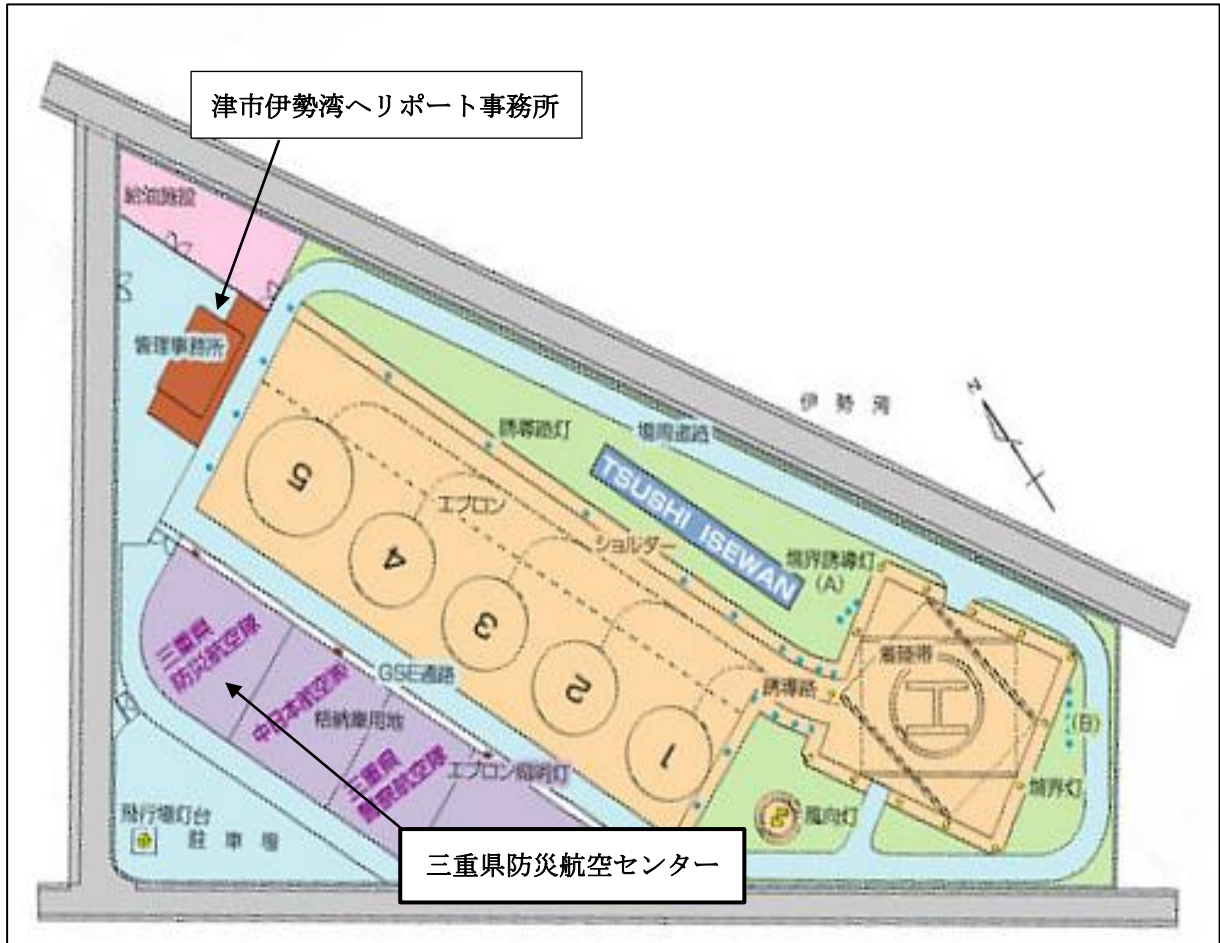 津市伊勢湾ヘリポート事務所
給油施設
管理事務所
伊勢湾
N
誘導路灯
場周道路
TSUSHI ISEWAN
エプロン
ショルダー
境界誘導灯
(A)
5
4
3
2
1
着陸帯
H
誘導路
(B)
境界灯
三重県
防災航空隊
中日本航空㈱
GSE通路
格納庫用地
三重県
警察航空隊
エプロン照明灯
風向灯
飛行場灯台
駐車場
三重県防災航空センター